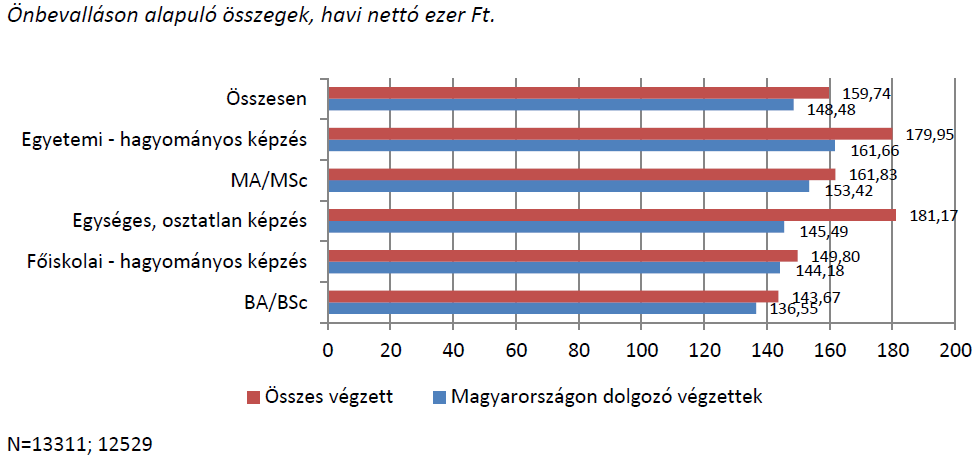 Önbevalláson alapuló összegek, havi nettó ezer Ft.
Összesen
159,74
148,48
Egyetemi - hagyományos képzés
179,95
161,66
MA/MSc
161,83
153,42
Egységes, osztatlan képzés
181,17
145,49
Főiskolai - hagyományos képzés
149,80
144,18
BA/BSc
143,67
136,55
0 20 40 60 80 100 120 140 160 180 200
Összes végzett Magyarországon dolgozó végzettek
N=13311; 12529